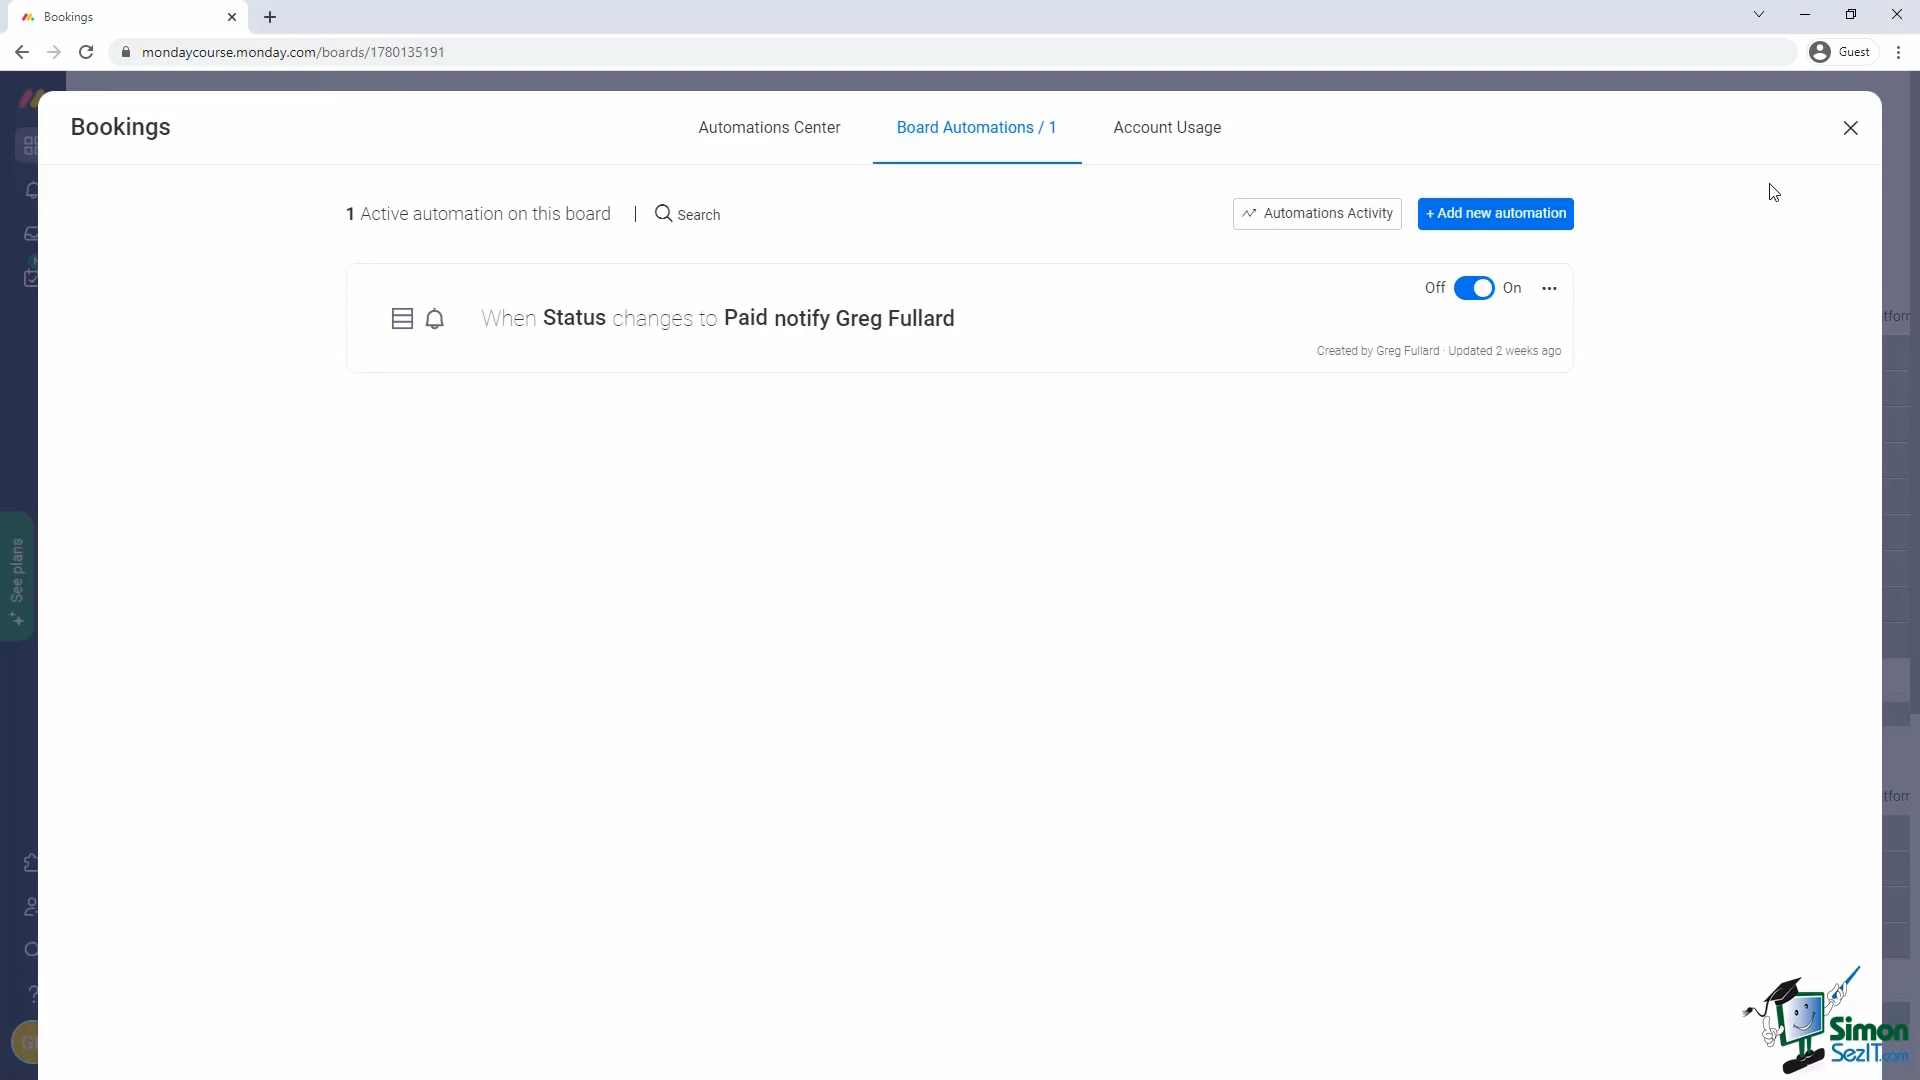 Bookings
mondaycourse.monday.com/boards/1780135191
Guest
Bookings
Automations Center
Board Automations / 1
Account Usage
1 Active automation on this board
Search
Automations Activity
+ Add new automation
Off
On
When Status changes to Paid notify Greg Fullard
Created by Greg Fullard · Updated 2 weeks ago
See plans
Simon
SezIT.com